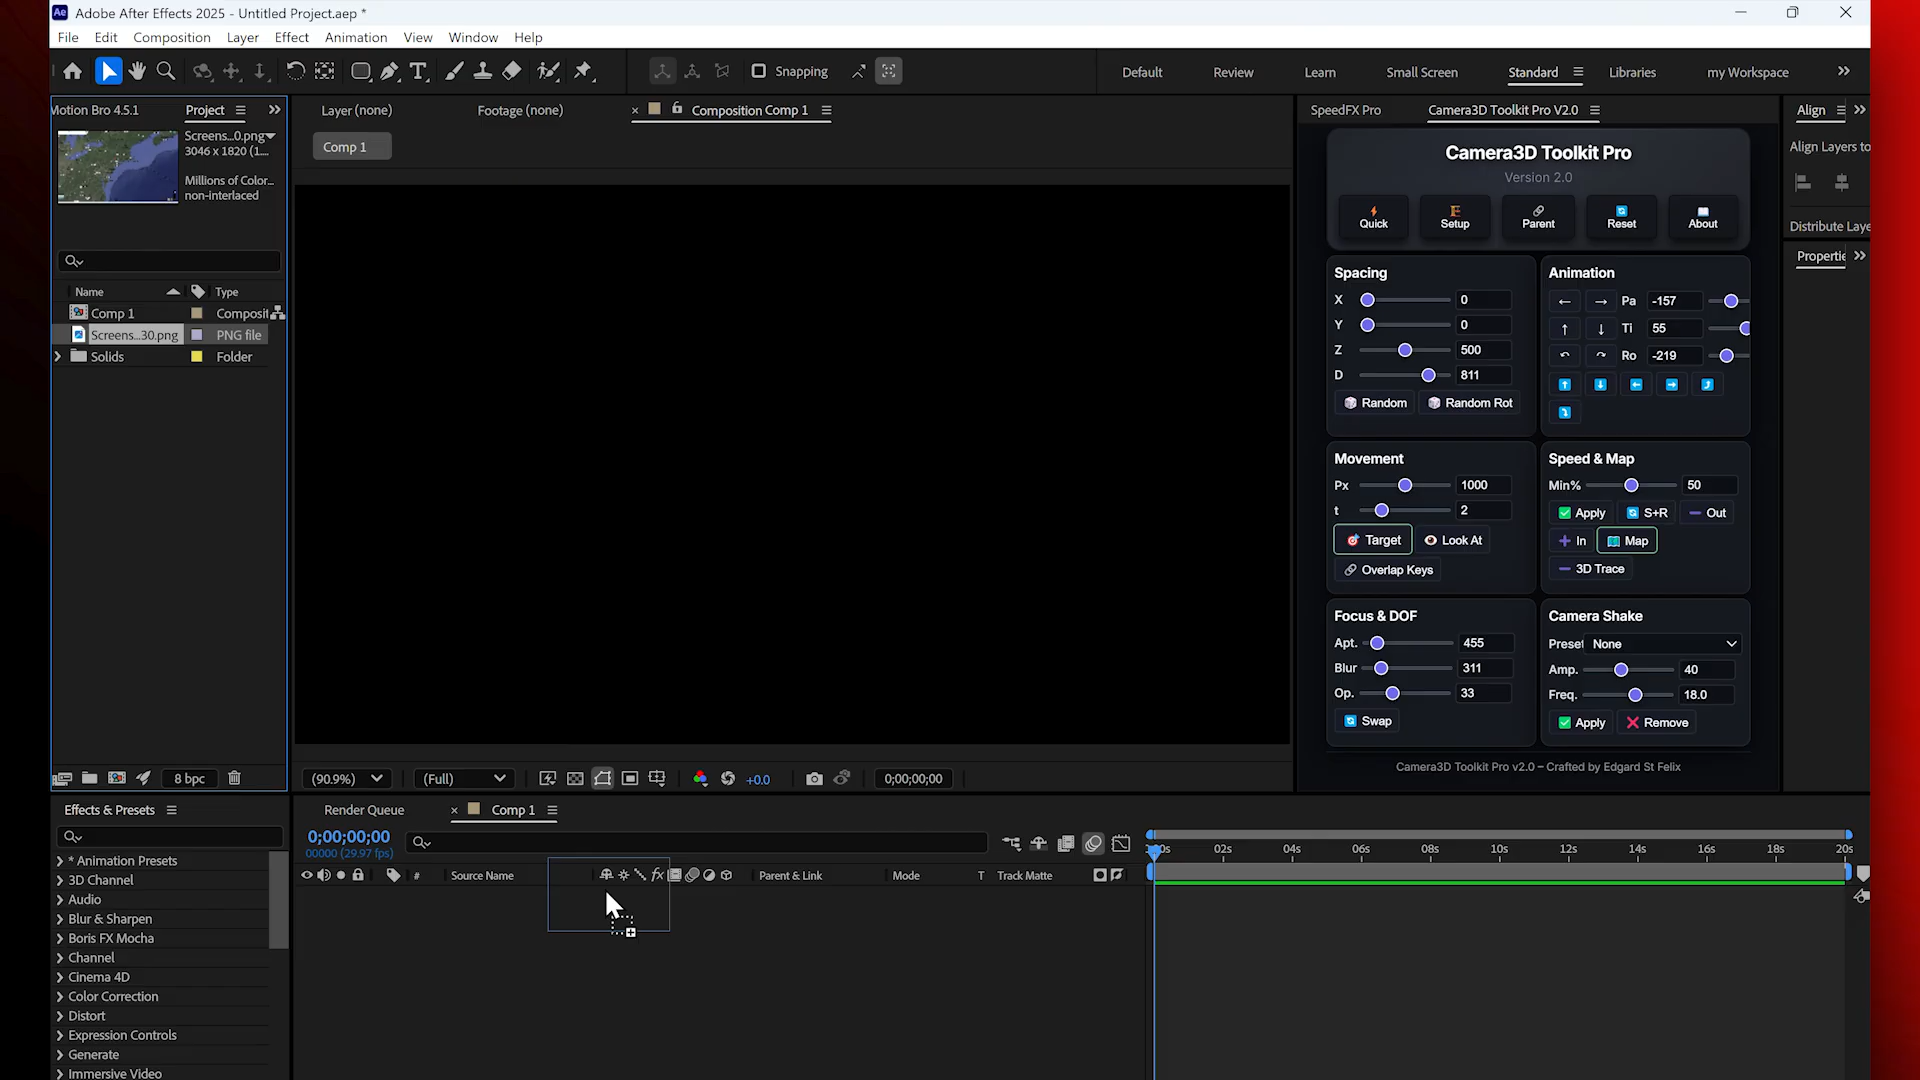 Adobe After Effects 2025 - Untitled Project.aep *
File Edit Composition Layer Effect Animation View Window Help
Snapping
Default Review Learn Small Screen Standard Libraries my Workspace
Motion Bro 4.5.1 Project
Layer (none) Footage (none) Composition Comp 1
SpeedFX Pro Camera3D Toolkit Pro V2.0
Align
Screens...0.png
3046 x 1820 (1...
Millions of Color...
non-interlaced
Comp 1
Name Type
Comp 1 Composit
Screens...30.png PNG file
Solids Folder
8 bpc
(90.9%) (Full) +0.0 0;00;00;00
Camera3D Toolkit Pro
Version 2.0
Quick Setup Parent Reset About
Spacing
X 0
Y 0
Z 500
D 811
Random Random Rot
Animation
← → Pa -157
↑ ↓ Ti 55
Ro -219
Movement
Px 1000
t 2
Target Look At
Overlap Keys
Speed & Map
Min% 50
Apply S+R Out
In Map
3D Trace
Focus & DOF
Apt. 455
Blur 311
Op. 33
Swap
Camera Shake
Preset None
Amp. 40
Freq. 18.0
Apply Remove
Camera3D Toolkit Pro v2.0 – Crafted by Edgard St Felix
Align Layers to
Distribute Laye
Propertie
Effects & Presets
* Animation Presets
3D Channel
Audio
Blur & Sharpen
Boris FX Mocha
Channel
Cinema 4D
Color Correction
Distort
Expression Controls
Generate
Immersive Video
Render Queue Comp 1
0;00;00;00
00000 (29.97 fps)
# Source Name fx Parent & Link Mode T Track Matte
02s 04s 06s 08s 10s 12s 14s 16s 18s 20s